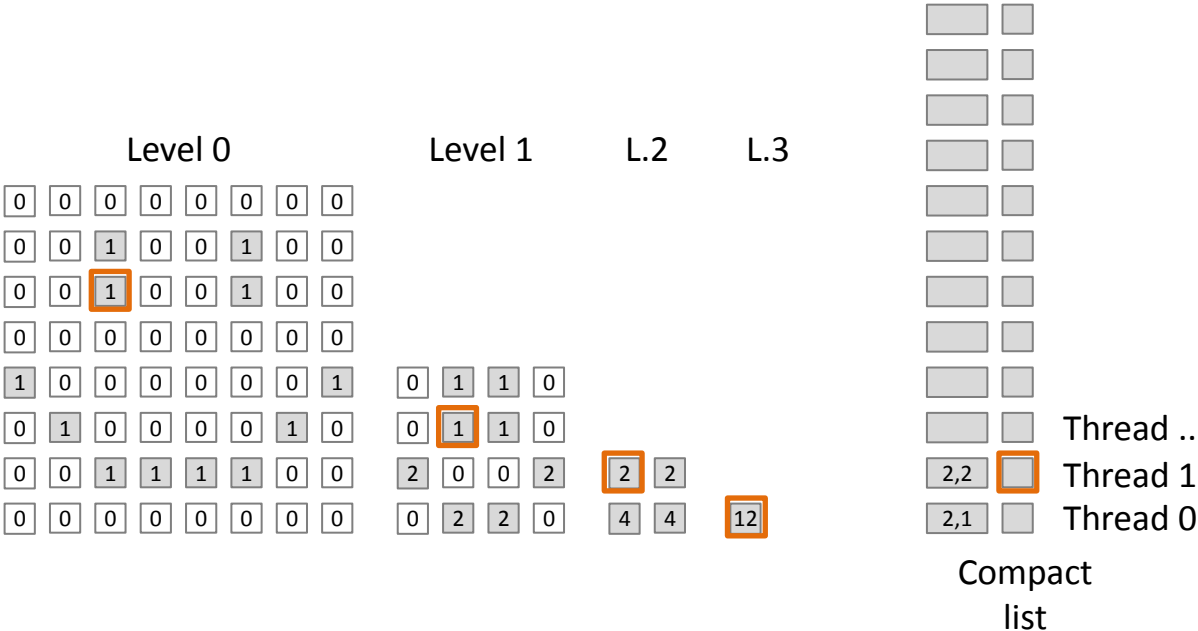 Level 0 Level 1 L.2 L.3
0 0 0 0 0 0 0 0
0 0 1 0 0 1 0 0
0 0 1 0 0 1 0 0
0 0 0 0 0 0 0 0
1 0 0 0 0 0 0 1 0 1 1 0
0 1 0 0 0 0 1 0 0 1 1 0 Thread ..
0 0 1 1 1 1 0 0 2 0 0 2 2 2 2,2 Thread 1
0 0 0 0 0 0 0 0 0 2 2 0 4 4 12 2,1 Thread 0
Compact
list